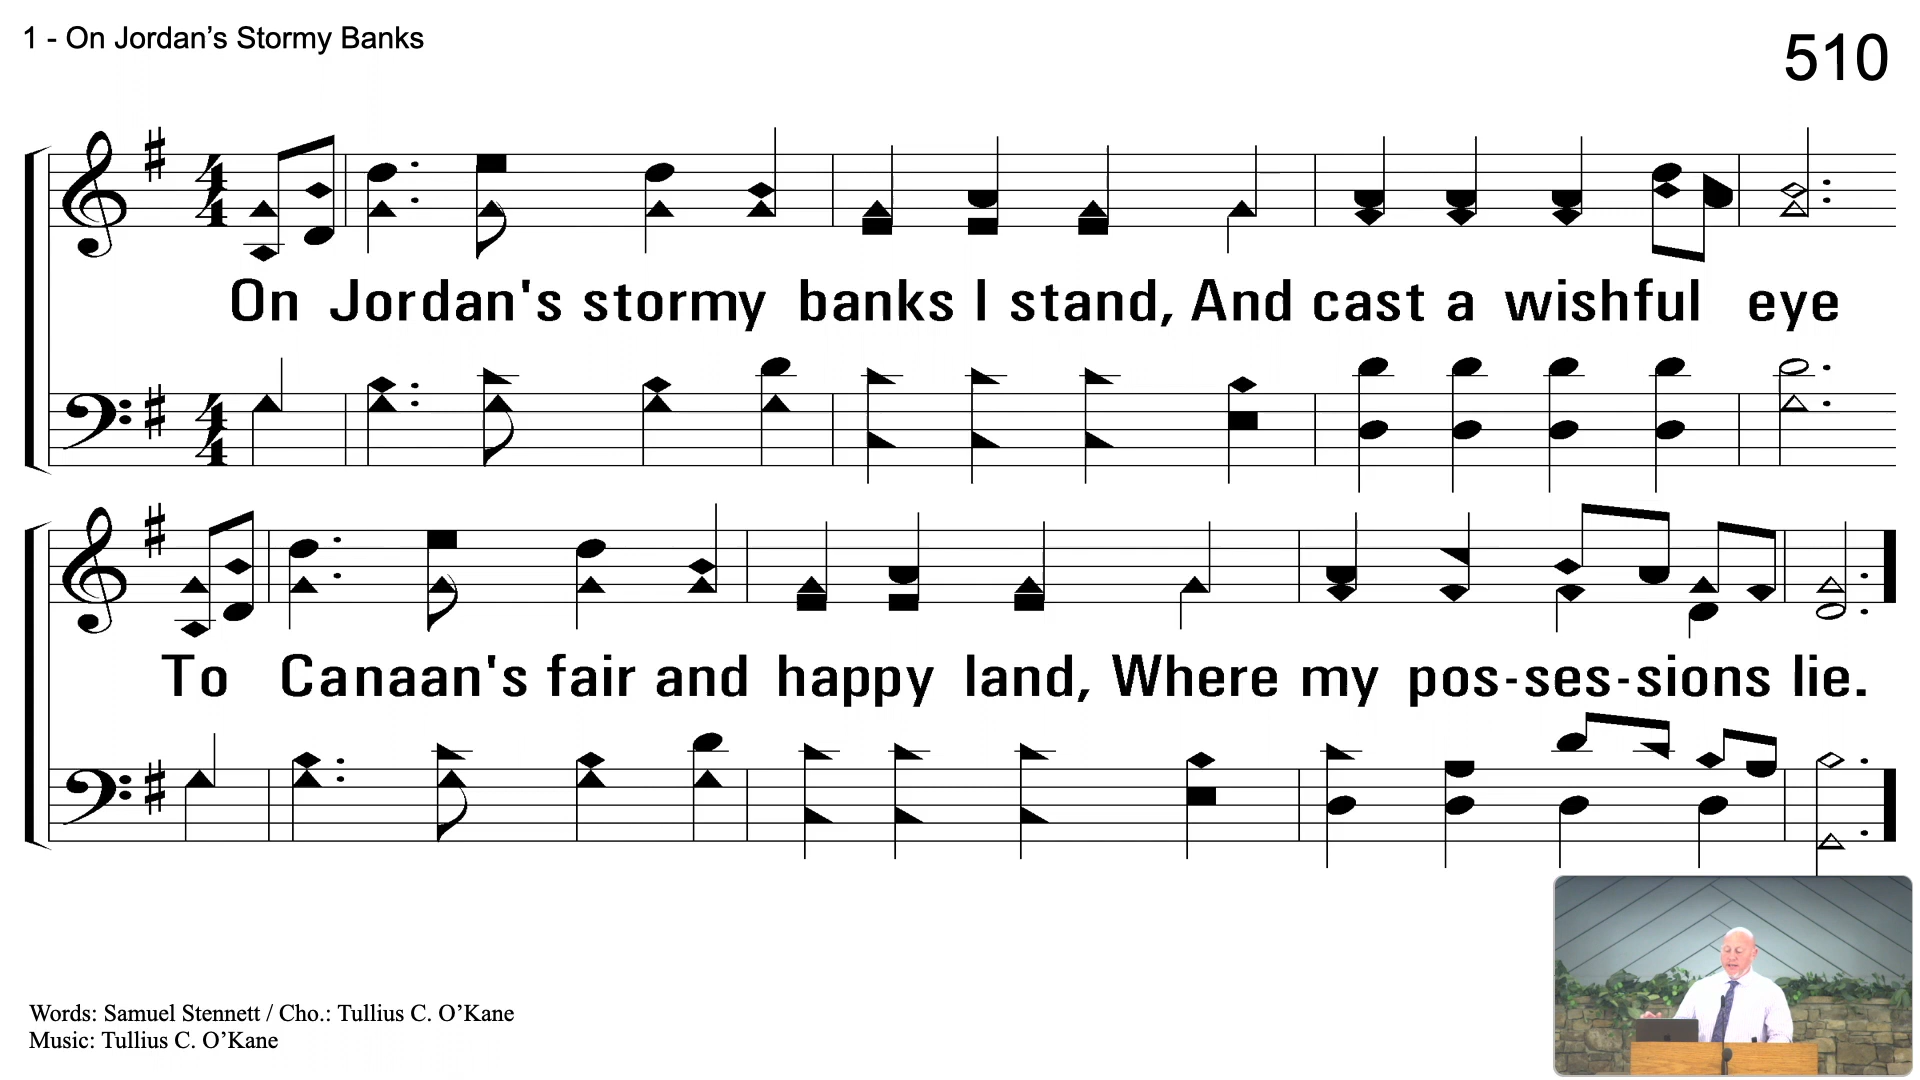 1 - On Jordan’s Stormy Banks
510
On Jordan's stormy banks I stand, And cast a wishful eye
To Canaan's fair and happy land, Where my pos-ses-sions lie.
Words: Samuel Stennett / Cho.: Tullius C. O’Kane
Music: Tullius C. O’Kane